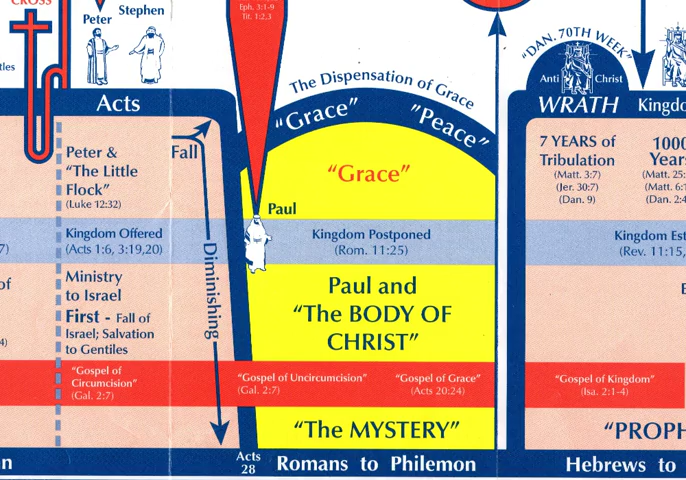 CROSS
Peter
Stephen
tles
Eph. 3:1-9
Tit. 1:2,3
The Dispensation of Grace
"Grace" "Peace"
"DAN. 70TH WEEK"
Anti Christ
WRATH
Kingdo
Acts
Peter &
"The Little
Flock"
(Luke 12:32)
Fall
Diminishing
"Grace"
Paul
7 YEARS of
Tribulation
(Matt. 3:7)
(Jer. 30:7)
(Dan. 9)
1000
Years
(Matt. 25:
(Matt. 6:1
(Dan. 2:4
7)
Kingdom Offered
(Acts 1:6, 3:19,20)
Kingdom Postponed
(Rom. 11:25)
Kingdom Est
(Rev. 11:15,
of
4)
Ministry
to Israel
First - Fall of
Israel; Salvation
to Gentiles
Paul and
"The BODY OF
CHRIST"
"Gospel of
Circumcision"
(Gal. 2:7)
"Gospel of Uncircumcision"
(Gal. 2:7)
"Gospel of Grace"
(Acts 20:24)
"Gospel of Kingdom"
(Isa. 2:1-4)
"The MYSTERY"
"PROPH
n
Acts
28
Romans to Philemon
Hebrews to